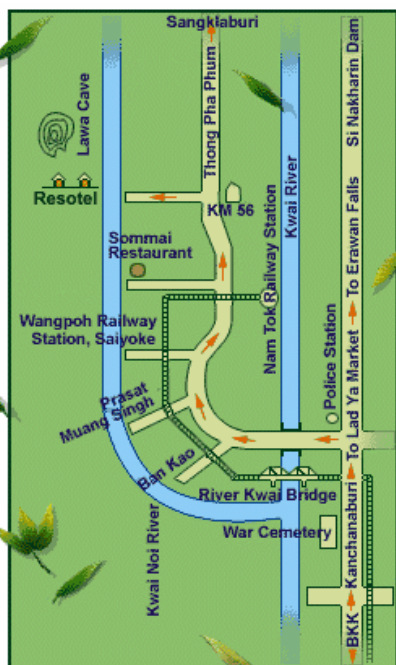 Sangklaburi
Thong Pha Phum
Si Nakharin Dam
Lawa Cave
Resotel
KM 56
Kwai River
Nam Tok Railway Station
To Erawan Falls
Sommai
Restaurant
Wangpoh Railway
Station, Saiyoke
Police Station
To Lad Ya Market
Prasat
Muang Singh
Ban Kao
River Kwai Bridge
Kanchanaburi
War Cemetery
Kwai Noi River
BKK